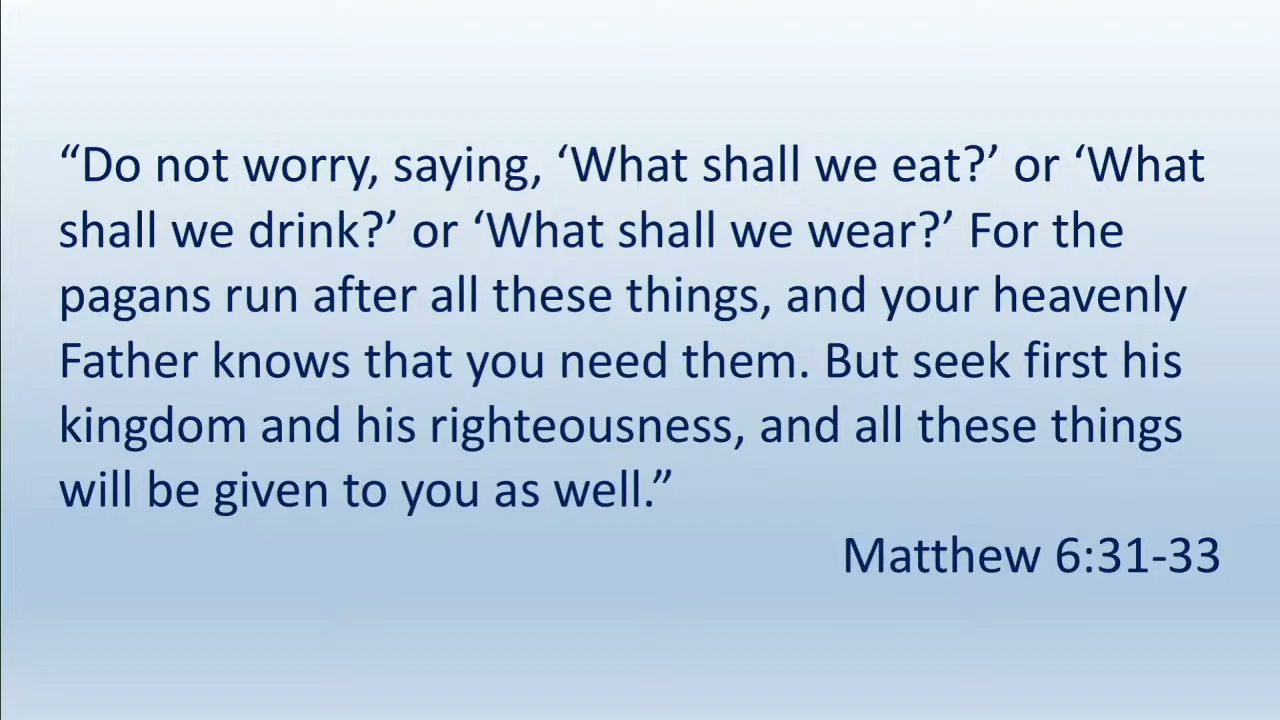 “Do not worry, saying, ‘What shall we eat?’ or ‘What
shall we drink?’ or ‘What shall we wear?’ For the
pagans run after all these things, and your heavenly
Father knows that you need them. But seek first his
kingdom and his righteousness, and all these things
will be given to you as well.”
Matthew 6:31-33